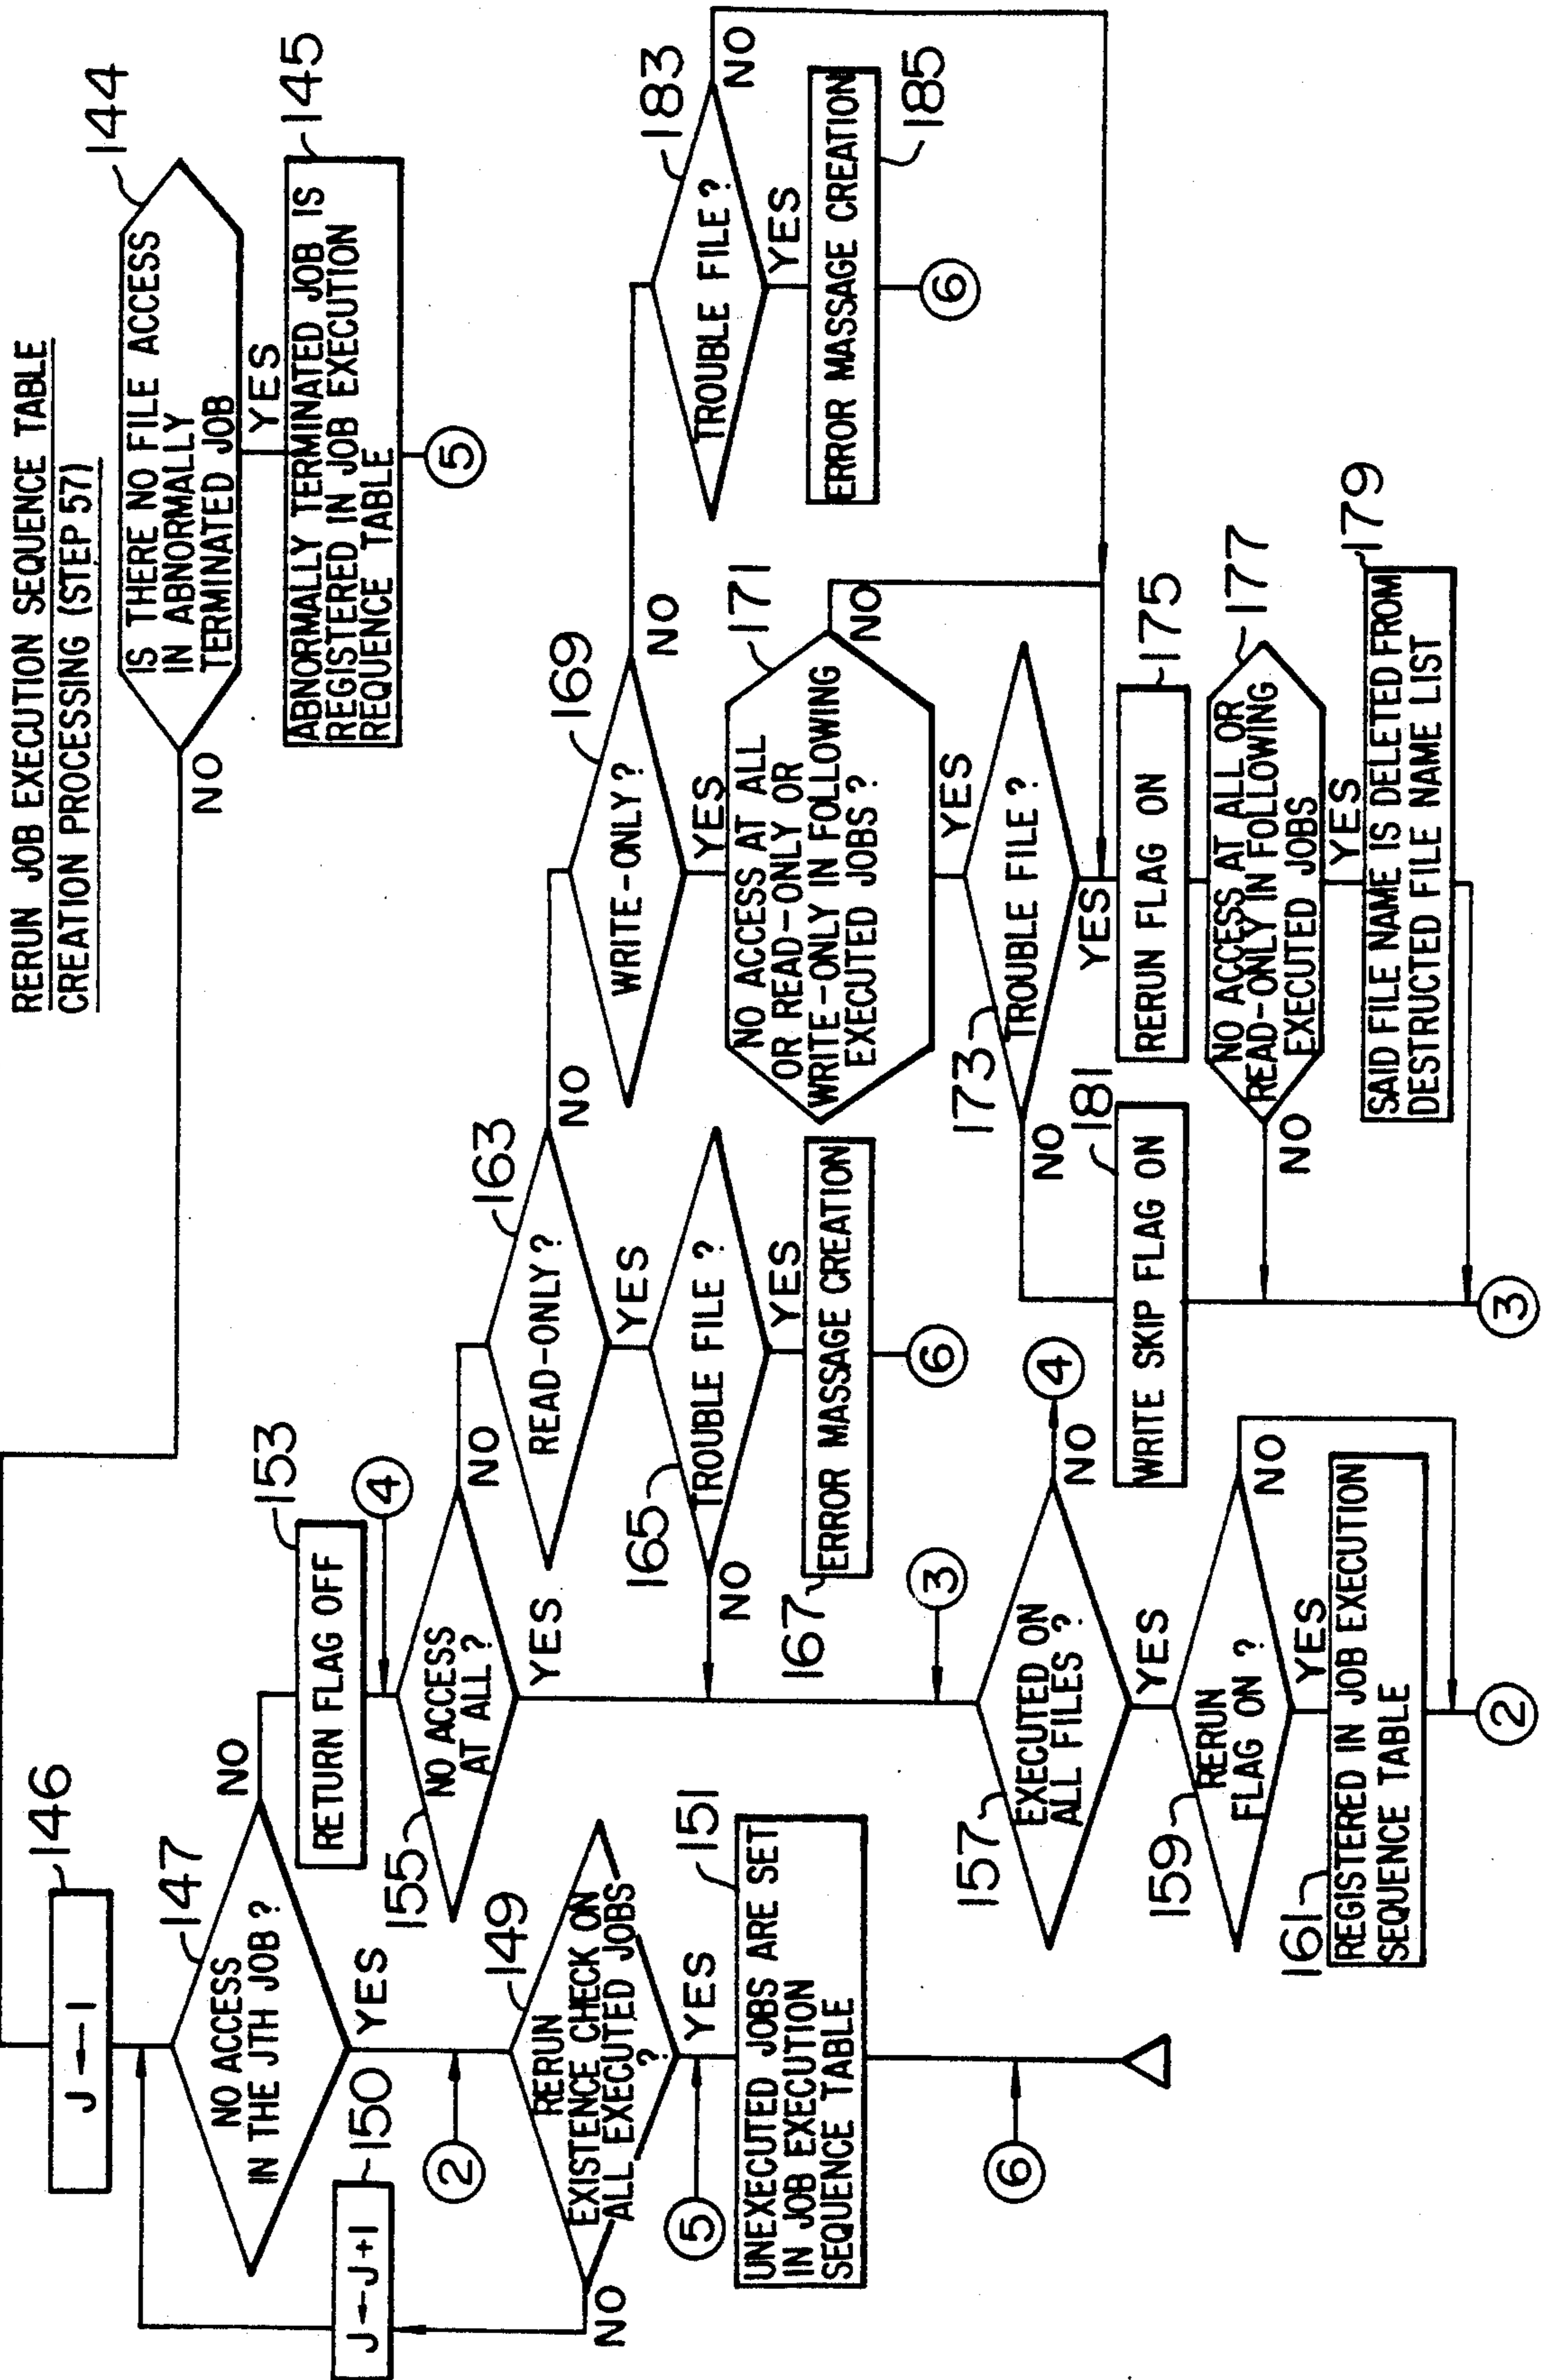 RERUN JOB EXECUTION SEQUENCE TABLE
CREATION PROCESSING (STEP 57)
144
IS THERE NO FILE ACCESS
IN ABNORMALLY
TERMINATED JOB
NO
YES
145
ABNORMALLY TERMINATED JOB IS
REGISTERED IN JOB EXECUTION
REQUENCE TABLE
5
146
J←1
147
NO ACCESS
IN THE JTH JOB ?
NO
YES
150
J←J+1
2
149
RERUN
EXISTENCE CHECK ON
ALL EXECUTED JOBS
?
NO
YES
5
151
UNEXECUTED JOBS ARE SET
IN JOB EXECUTION
SEQUENCE TABLE
6
153
RETURN FLAG OFF
4
155
NO ACCESS
AT ALL ?
NO
YES
3
157
EXECUTED ON
ALL FILES ?
NO
4
YES
159
RERUN
FLAG ON ?
NO
YES
161
REGISTERED IN JOB EXECUTION
SEQUENCE TABLE
2
163
READ-ONLY ?
NO
YES
165
TROUBLE FILE ?
NO
YES
167
ERROR MASSAGE CREATION
6
169
WRITE-ONLY ?
NO
YES
171
NO ACCESS AT ALL
OR READ-ONLY OR
WRITE-ONLY IN FOLLOWING
EXECUTED JOBS ?
NO
YES
173
TROUBLE FILE ?
NO
YES
181
WRITE SKIP FLAG ON
175
RERUN FLAG ON
177
NO ACCESS AT ALL OR
READ-ONLY IN FOLLOWING
EXECUTED JOBS
NO
YES
179
SAID FILE NAME IS DELETED FROM
DESTRUCTED FILE NAME LIST
3
183
TROUBLE FILE ?
NO
YES
ERROR MASSAGE CREATION
185
6